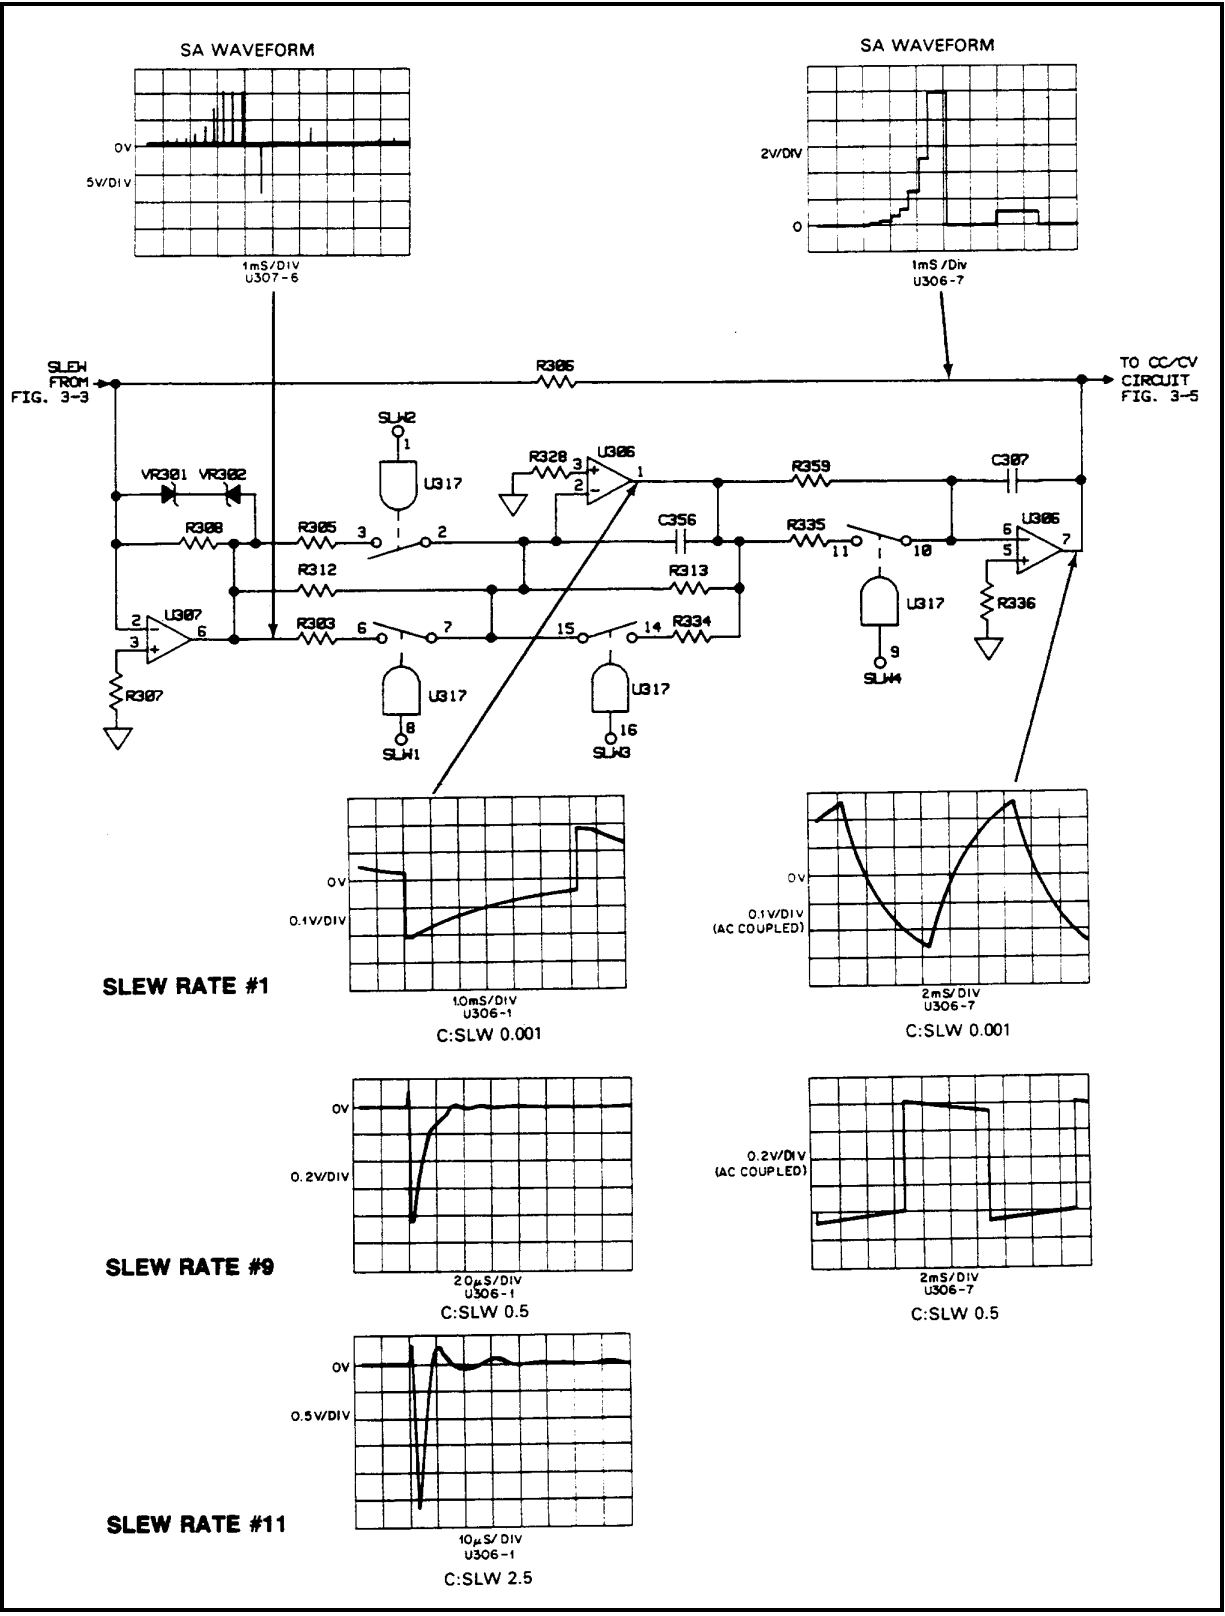 SA WAVEFORM
SA WAVEFORM
0V
5V/DIV
1mS/DIV
U307-6
2V/DIV
0
1mS/Div
U306-7
SLEW
FROM
FIG. 3-3
R306
TO CC/CV
CIRCUIT
FIG. 3-5
SLW2
1
U317
VR301 VR302
R308
R305
3
2
R328
3
+
2
-
U306
1
C356
R359
C307
R335
11
10
U306
6
-
5
+
7
R312
R313
U307
2
-
3
+
6
R303
6
7
15
14
R334
U317
R336
R307
U317
U317
9
SLW4
8
SLW1
16
SLW3
0V
0.1V/DIV
SLEW RATE #1
1.0mS/DIV
U306-1
C:SLW 0.001
0V
0.1V/DIV
(AC COUPLED)
2mS/DIV
U306-7
C:SLW 0.001
0V
0.2V/DIV
SLEW RATE #9
20μS/DIV
U306-1
C:SLW 0.5
0.2V/DIV
(AC COUPLED)
2mS/DIV
U306-7
C:SLW 0.5
0V
0.5V/DIV
SLEW RATE #11
10μS/DIV
U306-1
C:SLW 2.5